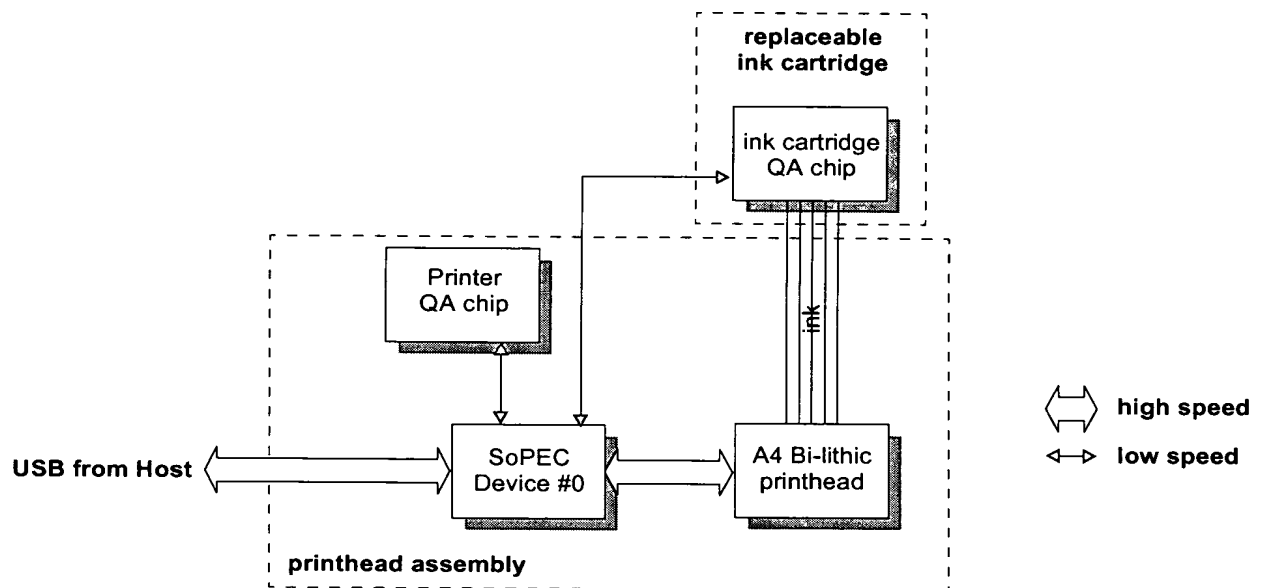 replaceable
ink cartridge
ink cartridge
QA chip
Printer
QA chip
ink
high speed
low speed
USB from Host
SoPEC
Device #0
A4 Bi-lithic
printhead
printhead assembly